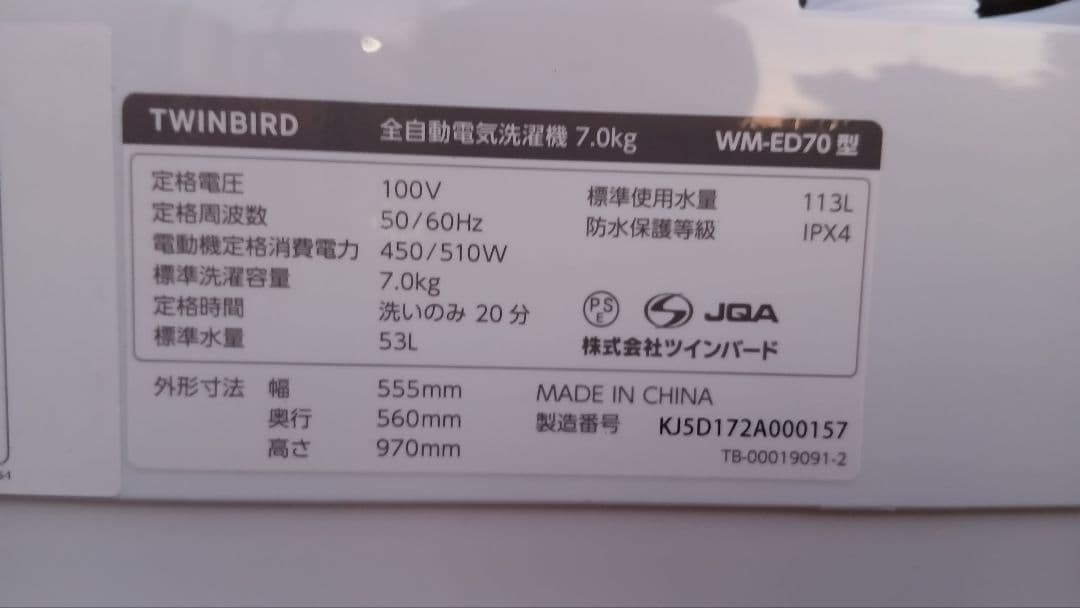 TWINBIRD 全自動電気洗濯機 7.0kg WM-ED70 型
定格電圧 100V
定格周波数 50/60Hz
電動機定格消費電力 450/510W
標準洗濯容量 7.0kg
定格時間 洗いのみ 20分
標準水量 53L
標準使用水量 113L
防水保護等級 IPX4
PS E JQA
株式会社ツインバード
外形寸法 幅 555mm
奥行 560mm
高さ 970mm
MADE IN CHINA
製造番号 KJ5D172A000157
TB-00019091-2